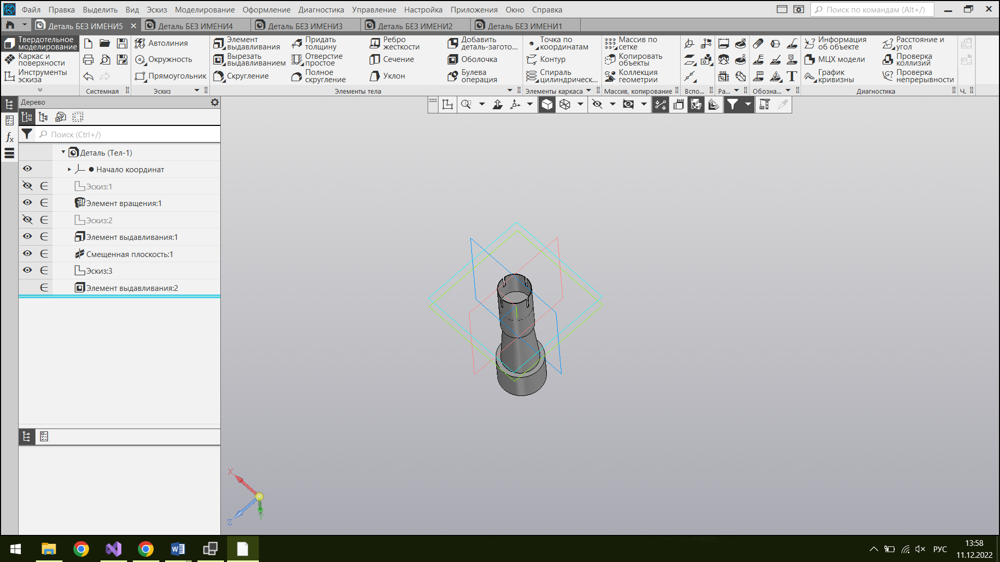 Файл Правка Выделить Вид Эскиз Моделирование Оформление Диагностика Управление Настройка Приложения Окно Справка
Поиск по командам (Alt+/)
Деталь БЕЗ ИМЕНИ5 Деталь БЕЗ ИМЕНИ4 Деталь БЕЗ ИМЕНИ3 Деталь БЕЗ ИМЕНИ2 Деталь БЕЗ ИМЕНИ1
Твердотельное
моделирование
Каркас и
поверхности
Инструменты
эскиза
Системная
Автолиния
Окружность
Прямоугольник
Эскиз
Элемент
выдавливания
Вырезать
выдавливанием
Скругление
Придать
толщину
Отверстие
простое
Полное
скругление
Ребро
жесткости
Сечение
Уклон
Добавить
деталь-загото...
Оболочка
Булева
операция
Элементы тела
Точка по
координатам
Контур
Спираль
цилиндрическ...
Элементы каркаса
Массив по
сетке
Копировать
объекты
Коллекция
геометрии
Массив, копирование
Вспо...
Ра...
Обозна...
Информация
об объекте
МЦХ модели
График
кривизны
Расстояние и
угол
Проверка
коллизий
Проверка
непрерывности
Диагностика
Ч.
Дерево
Поиск (Ctrl+/)
Деталь (Тел-1)
Начало координат
Эскиз:1
Элемент вращения:1
Эскиз:2
Элемент выдавливания:1
Смещенная плоскость:1
Эскиз:3
Элемент выдавливания:2
X
Z
Y
РУС
13:58
11.12.2022